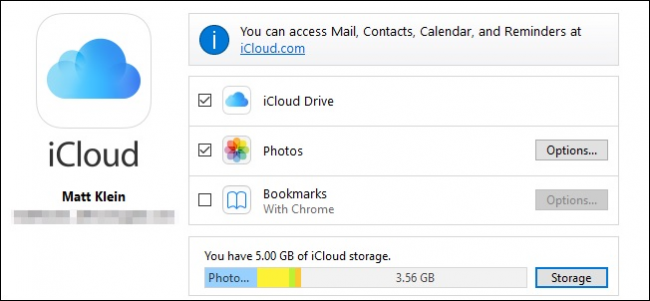 You can access Mail, Contacts, Calendar, and Reminders at
iCloud.com
iCloud
Matt Klein
iCloud Drive
Photos
Options...
Bookmarks
With Chrome
Options...
You have 5.00 GB of iCloud storage.
Photo...
3.56 GB
Storage